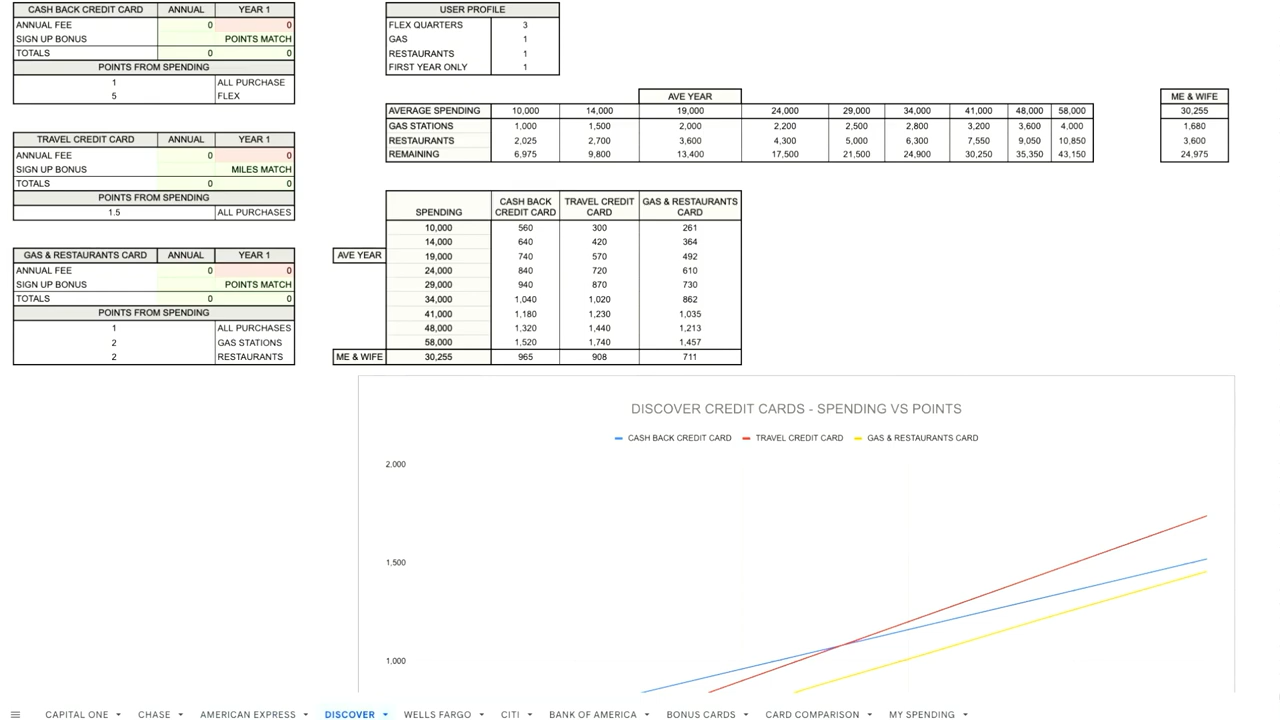 CASH BACK CREDIT CARD ANNUAL YEAR 1
ANNUAL FEE 0 0
SIGN UP BONUS POINTS MATCH
TOTALS 0 0
POINTS FROM SPENDING
1 ALL PURCHASE
5 FLEX
USER PROFILE
FLEX QUARTERS 3
GAS 1
RESTAURANTS 1
FIRST YEAR ONLY 1
AVE YEAR ME & WIFE
AVERAGE SPENDING 10,000 14,000 19,000 24,000 29,000 34,000 41,000 48,000 58,000 30,255
GAS STATIONS 1,000 1,500 2,000 2,200 2,500 2,800 3,200 3,600 4,000 1,680
RESTAURANTS 2,025 2,700 3,600 4,300 5,000 6,300 7,550 9,050 10,850 3,600
REMAINING 6,975 9,800 13,400 17,500 21,500 24,900 30,250 35,350 43,150 24,975
TRAVEL CREDIT CARD ANNUAL YEAR 1
ANNUAL FEE 0 0
SIGN UP BONUS MILES MATCH
TOTALS 0 0
POINTS FROM SPENDING
1.5 ALL PURCHASES
GAS & RESTAURANTS CARD ANNUAL YEAR 1
ANNUAL FEE 0 0
SIGN UP BONUS POINTS MATCH
TOTALS 0 0
POINTS FROM SPENDING
1 ALL PURCHASES
2 GAS STATIONS
2 RESTAURANTS
CASH BACK TRAVEL CREDIT GAS & RESTAURANTS
SPENDING CREDIT CARD CARD CARD
10,000 560 300 261
14,000 640 420 364
AVE YEAR 19,000 740 570 492
24,000 840 720 610
29,000 940 870 730
34,000 1,040 1,020 862
41,000 1,180 1,230 1,035
48,000 1,320 1,440 1,213
58,000 1,520 1,740 1,457
ME & WIFE 30,255 965 908 711
DISCOVER CREDIT CARDS - SPENDING VS POINTS
CASH BACK CREDIT CARD TRAVEL CREDIT CARD GAS & RESTAURANTS CARD
2,000
1,500
1,000
CAPITAL ONE CHASE AMERICAN EXPRESS DISCOVER WELLS FARGO CITI BANK OF AMERICA BONUS CARDS CARD COMPARISON MY SPENDING